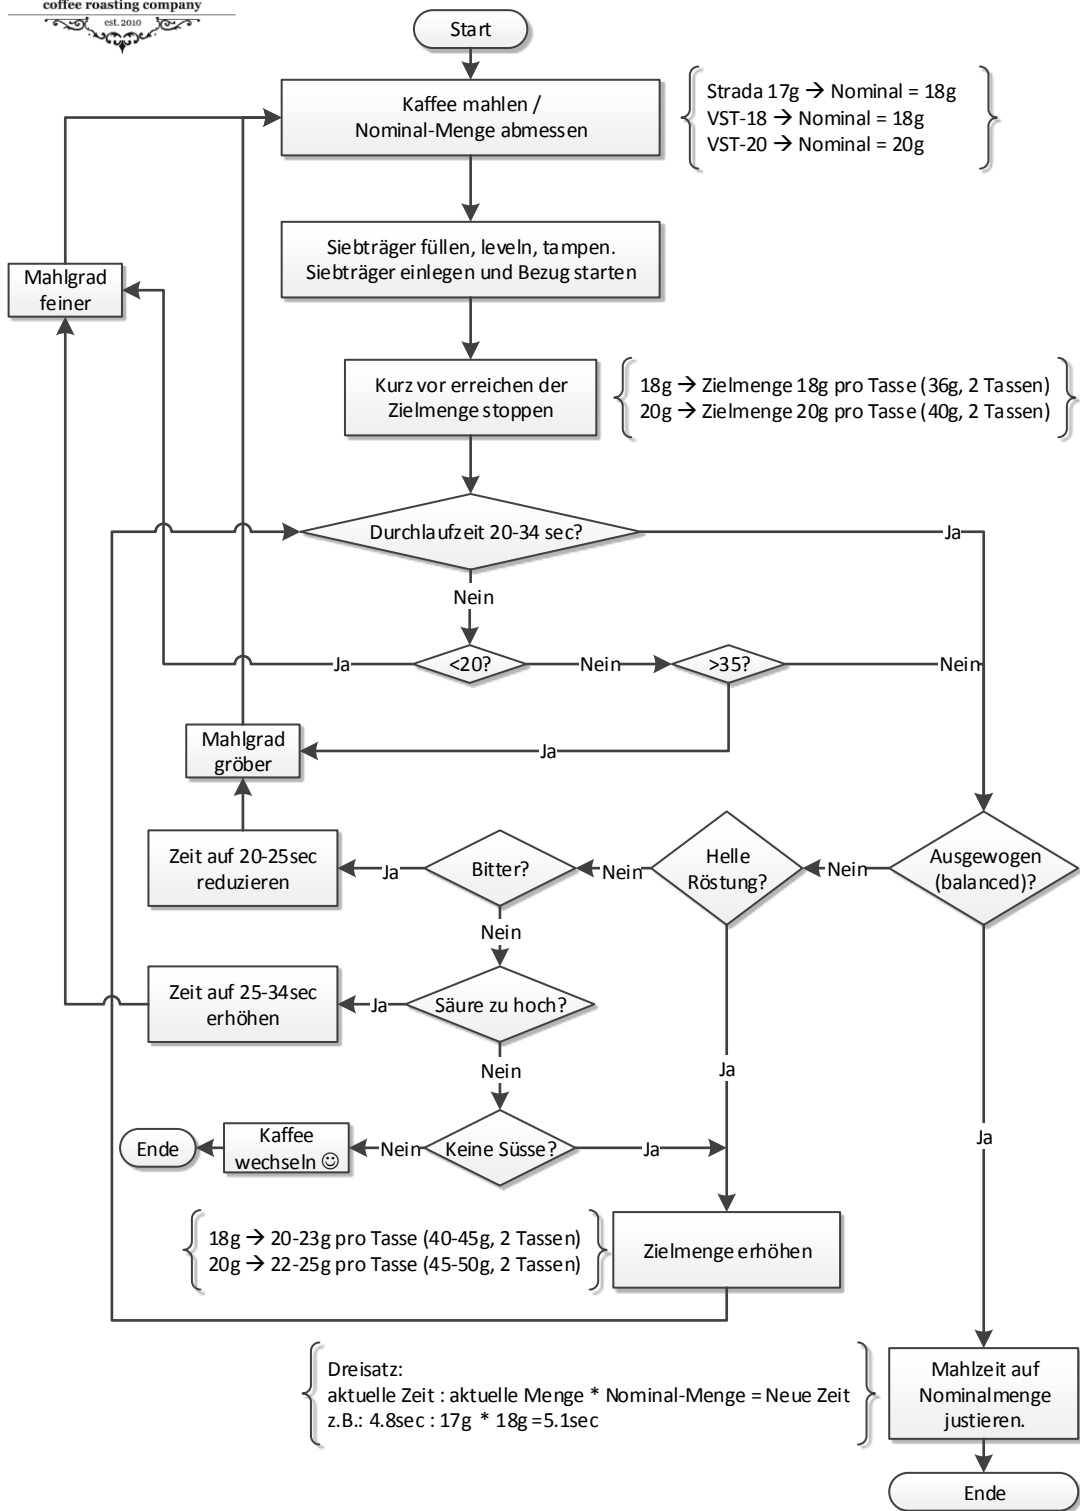 coffee roasting company
est. 2010
Start
Kaffee mahlen /
Nominal-Menge abmessen
Strada 17g → Nominal = 18g
VST-18 → Nominal = 18g
VST-20 → Nominal = 20g
Siebträger füllen, leveln, tampen.
Siebträger einlegen und Bezug starten
Mahlgrad
feiner
Kurz vor erreichen der
Zielmenge stoppen
18g → Zielmenge 18g pro Tasse (36g, 2 Tassen)
20g → Zielmenge 20g pro Tasse (40g, 2 Tassen)
Durchlaufzeit 20-34 sec?
Ja
Nein
Ja
<20?
Nein
>35?
Nein
Mahlgrad
gröber
Ja
Zeit auf 20-25sec
reduzieren
Ja
Bitter?
Nein
Helle
Röstung?
Nein
Ausgewogen
(balanced)?
Nein
Zeit auf 25-34sec
erhöhen
Ja
Säure zu hoch?
Nein
Ja
Ja
Ende
Kaffee
wechseln ☺
Nein
Keine Süsse?
Ja
18g → 20-23g pro Tasse (40-45g, 2 Tassen)
20g → 22-25g pro Tasse (45-50g, 2 Tassen)
Zielmenge erhöhen
Dreisatz:
aktuelle Zeit : aktuelle Menge * Nominal-Menge = Neue Zeit
z.B.: 4.8sec : 17g * 18g =5.1sec
Mahlzeit auf
Nominalmenge
justieren.
Ende